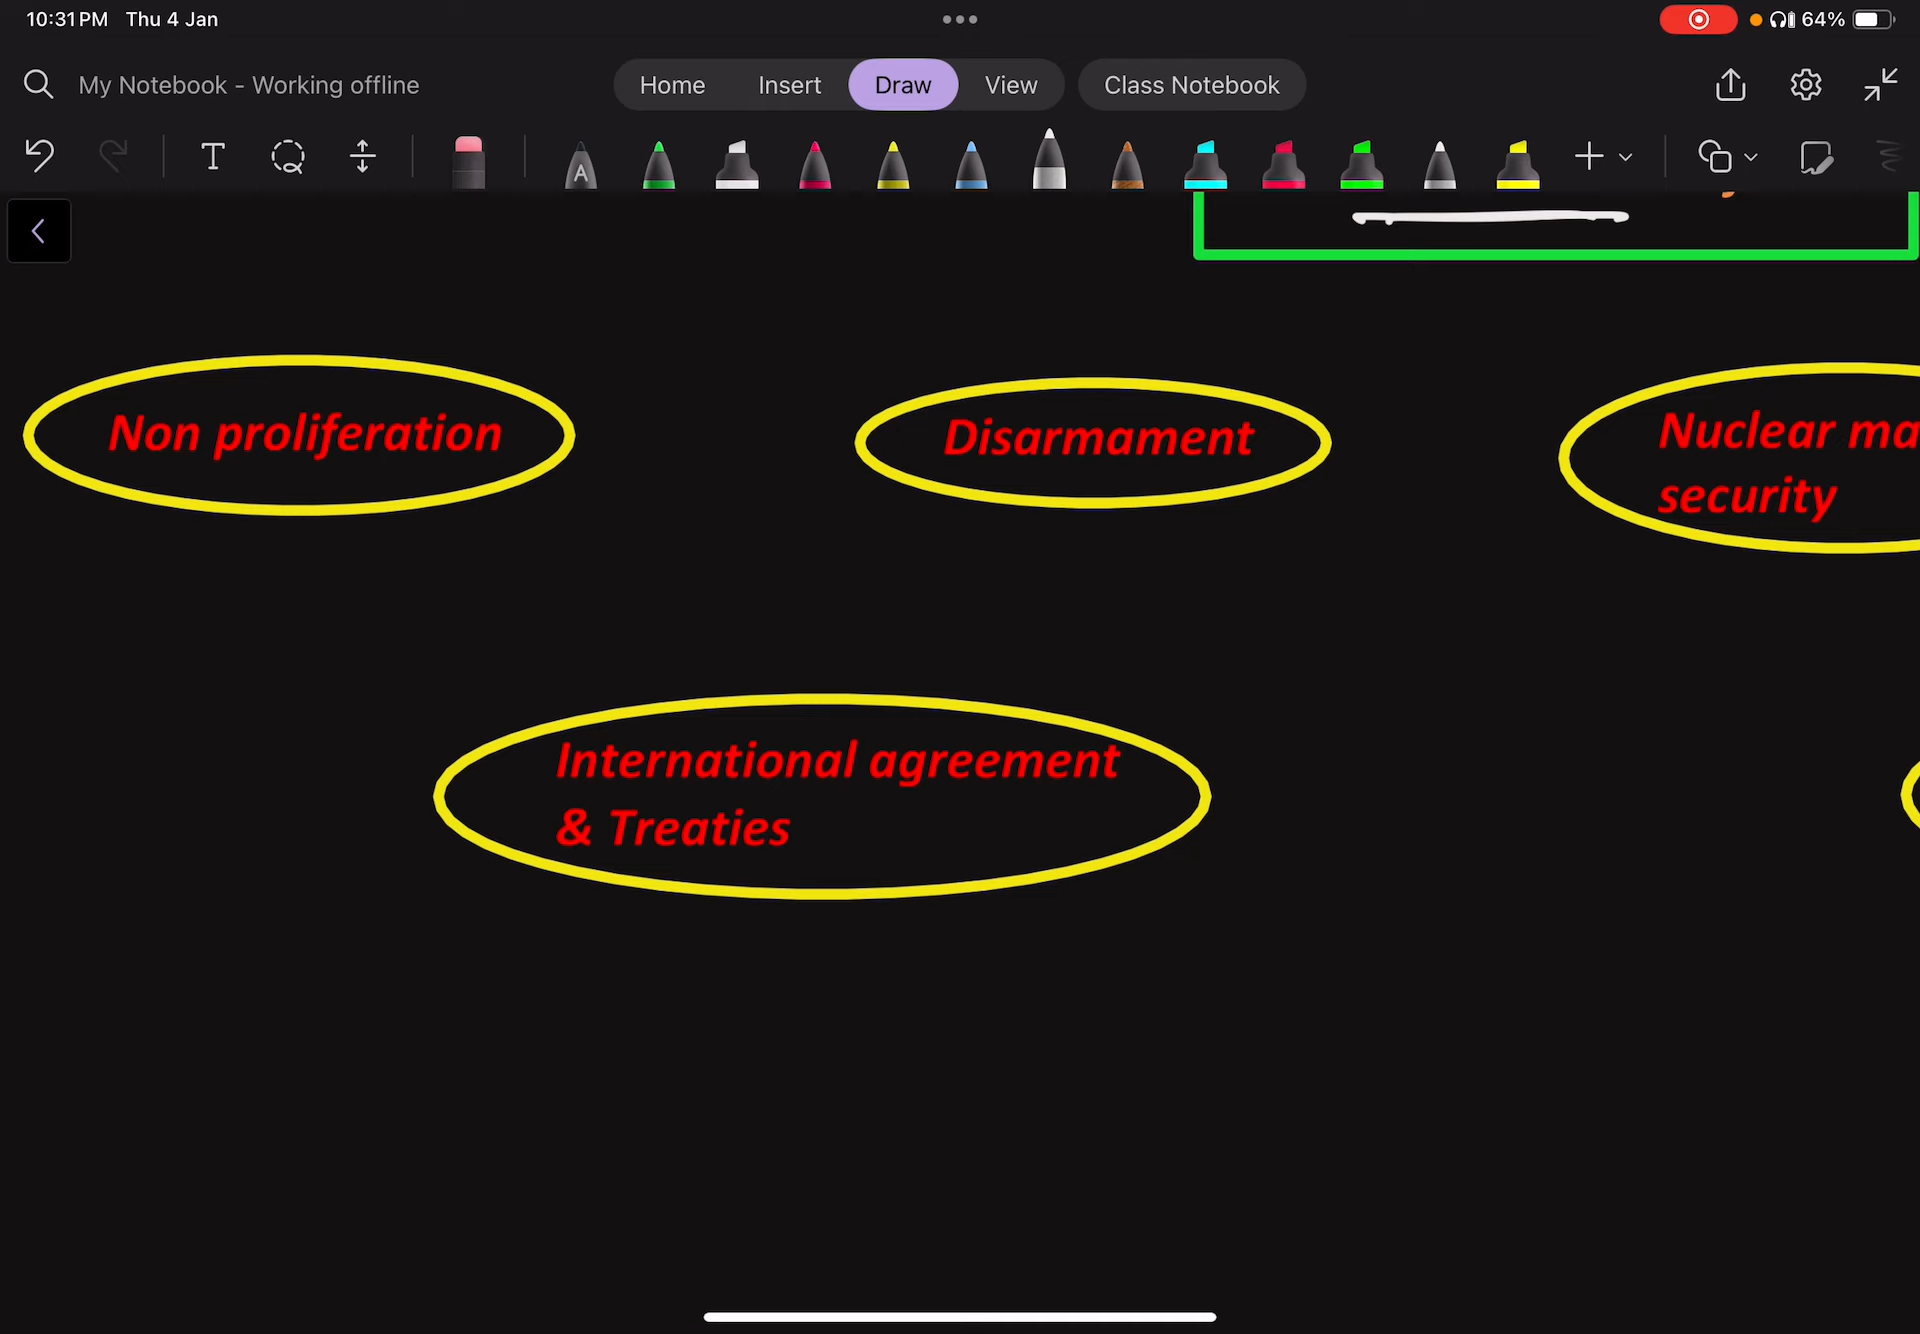 10:31 PM Thu 4 Jan
64%
My Notebook - Working offline
Home Insert Draw View Class Notebook
A
Non proliferation
Disarmament
Nuclear ma
security
International agreement
& Treaties